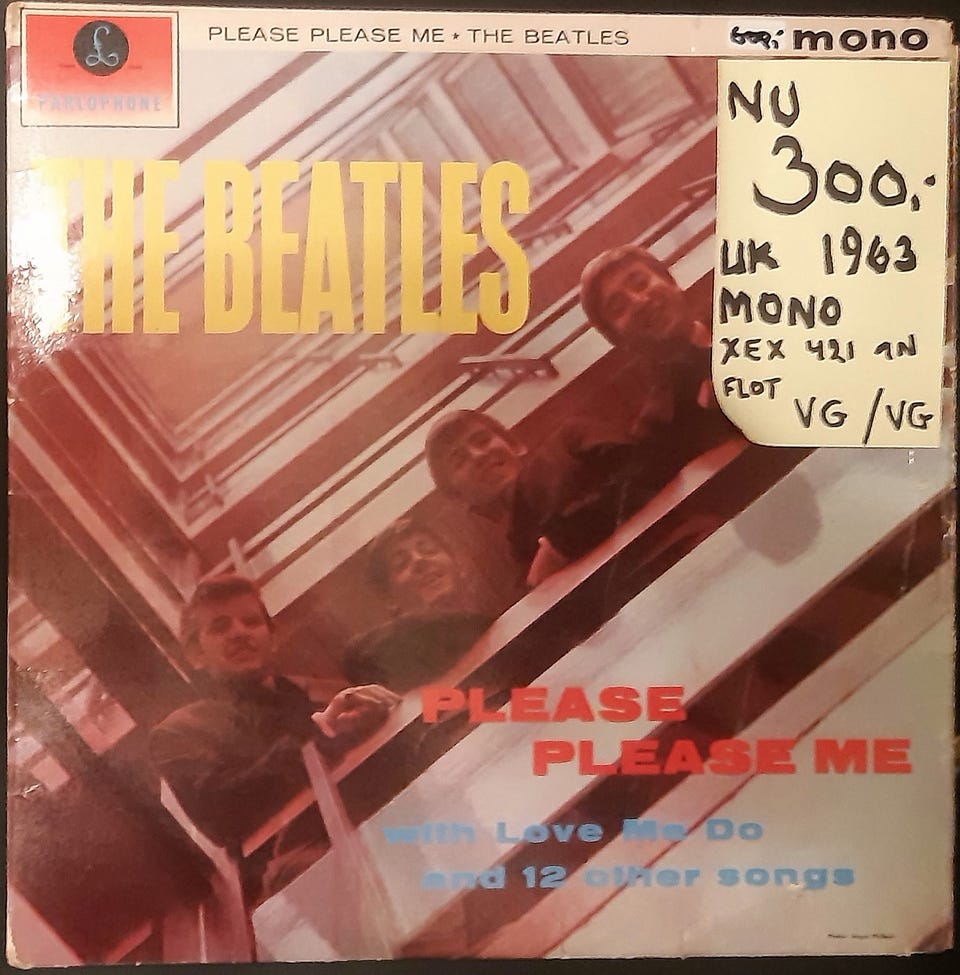 PLEASE PLEASE ME ★ THE BEATLES
mono
£
PARLOPHONE
THE BEATLES
NU
300,-
UK 1963
MONO
XEX 421 1N
FLOT
VG /VG
PLEASE
PLEASE ME
with Love Me Do
and 12 other songs